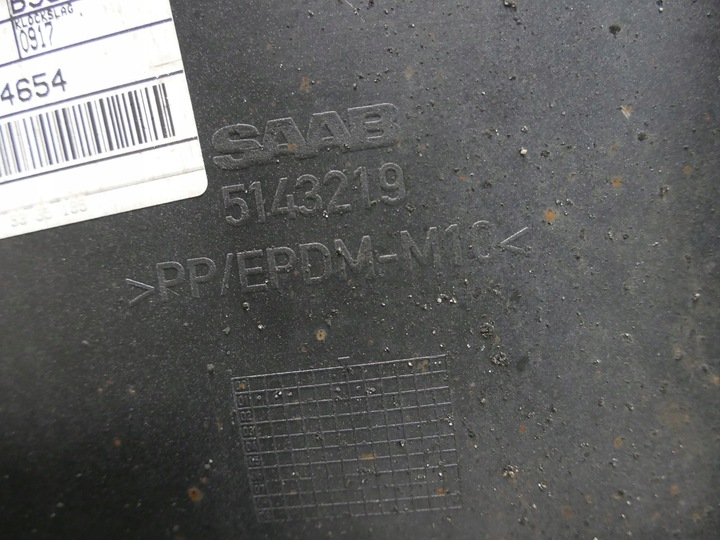 KLOCKSLAG
0917
4654
SAAB
5143219
>PP/EPDM-M10<